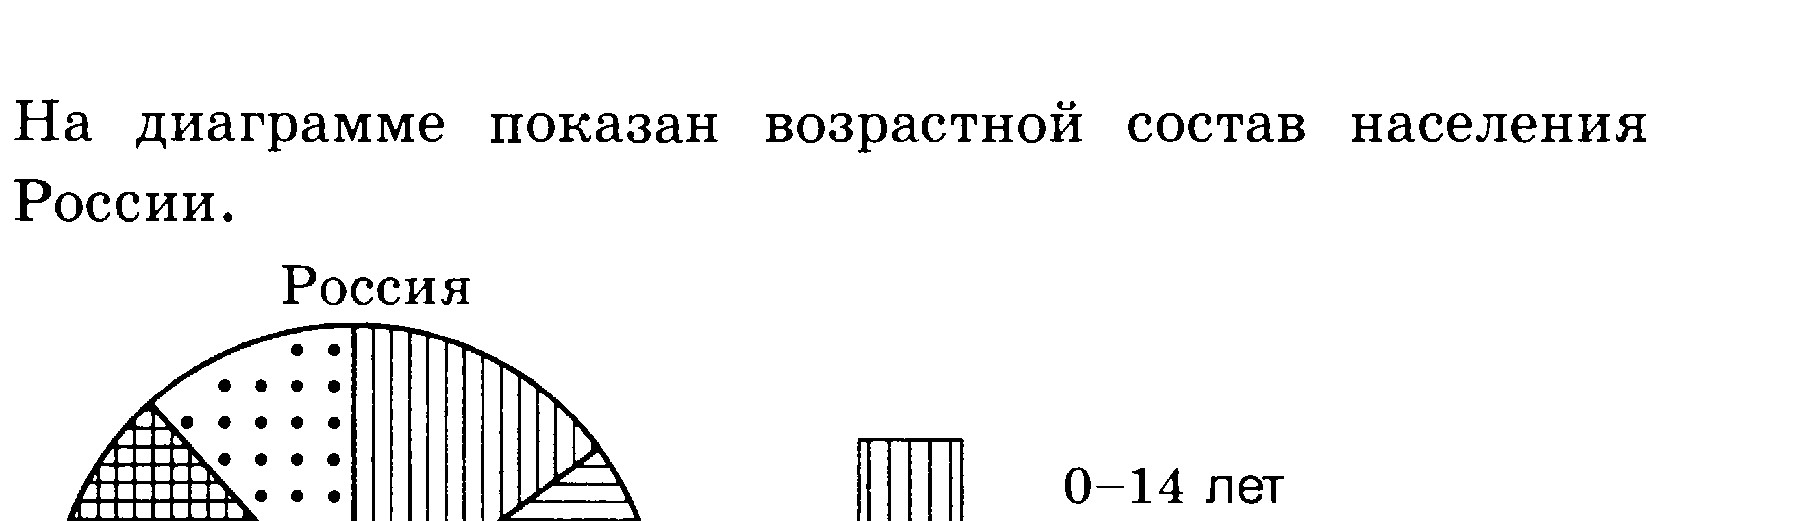 На диаграмме показан возрастной состав населения
России.
Россия
0–14 лет